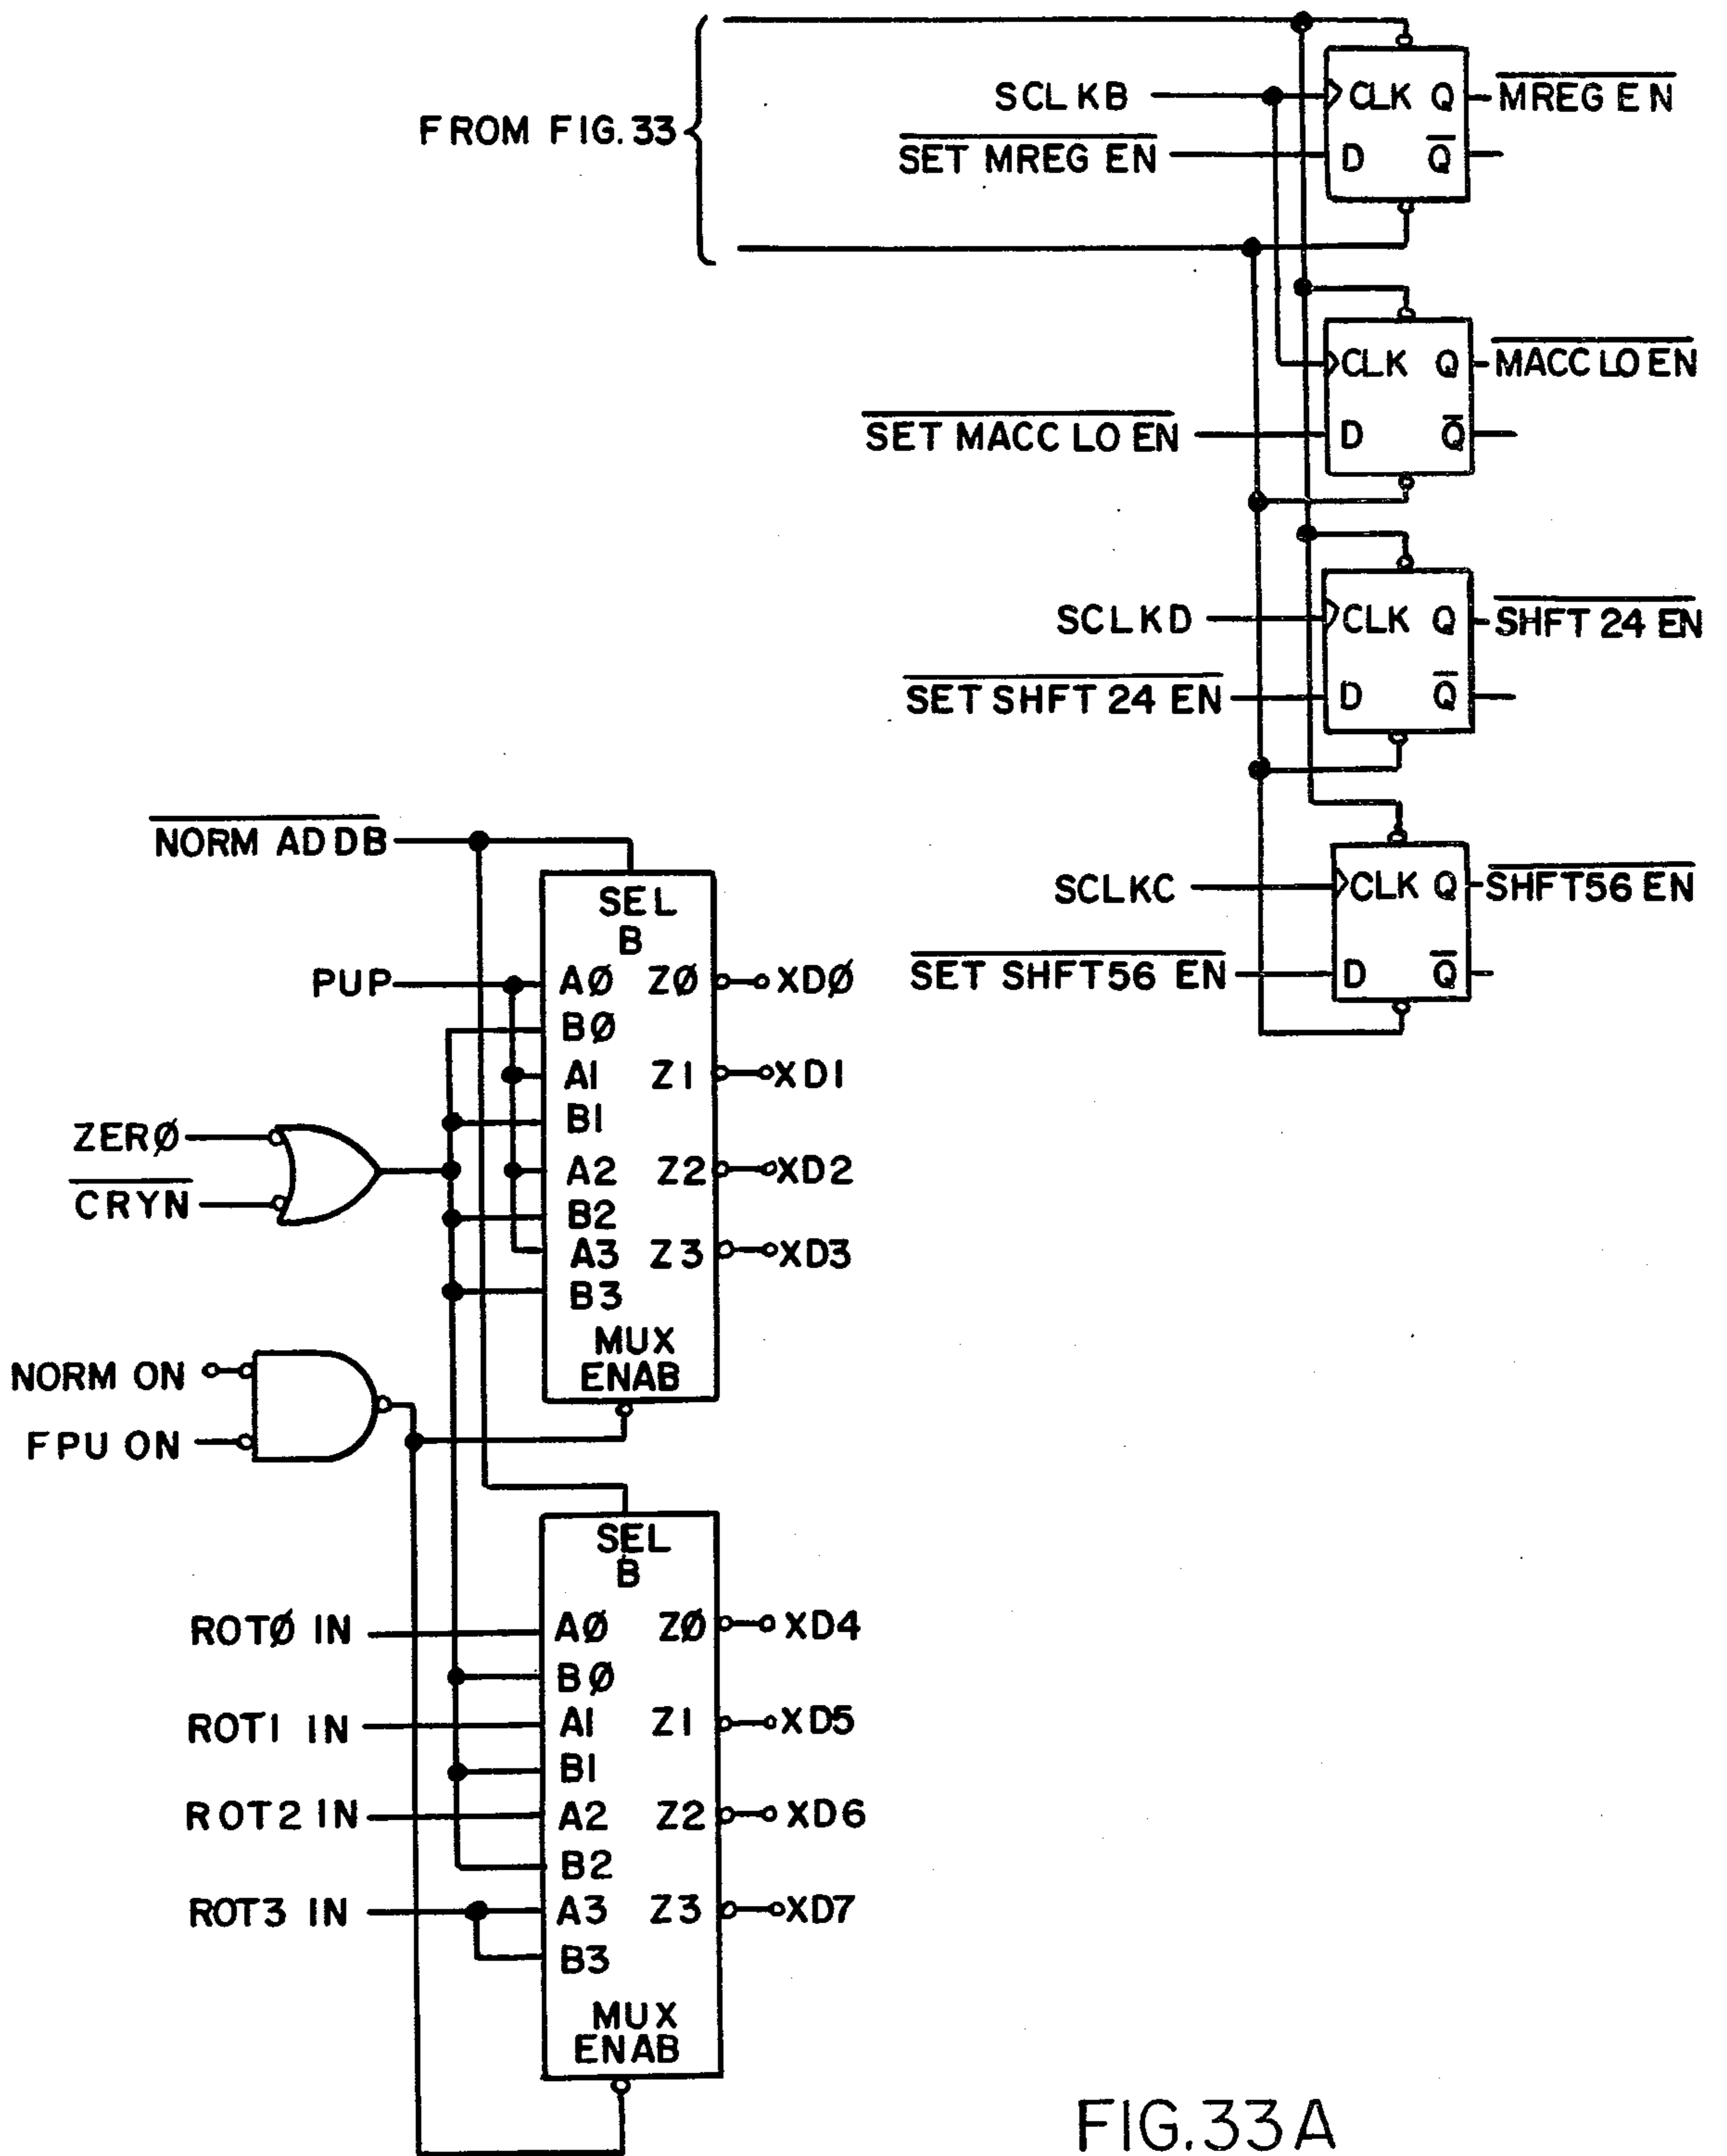 FROM FIG.33
SCLKB
SET MREG EN
CLK Q
D Q̅
MREG EN
SET MACC LO EN
CLK Q
D Q̅
MACC LO EN
SCLKD
SET SHFT 24 EN
CLK Q
D Q̅
SHFT 24 EN
SCLKC
SET SHFT56 EN
CLK Q
D Q̅
SHFT56 EN
NORM ADDB
SEL
B
PUP
AØ ZØ XDØ
BØ
A1 Z1 XD1
B1
ZERØ
A2 Z2 XD2
CRYN
B2
A3 Z3 XD3
B3
MUX
ENAB
NORM ON
FPU ON
SEL
B
ROTØ IN AØ ZØ XD4
BØ
ROT1 IN A1 Z1 XD5
B1
ROT2 IN A2 Z2 XD6
B2
ROT3 IN A3 Z3 XD7
B3
MUX
ENAB
FIG.33A